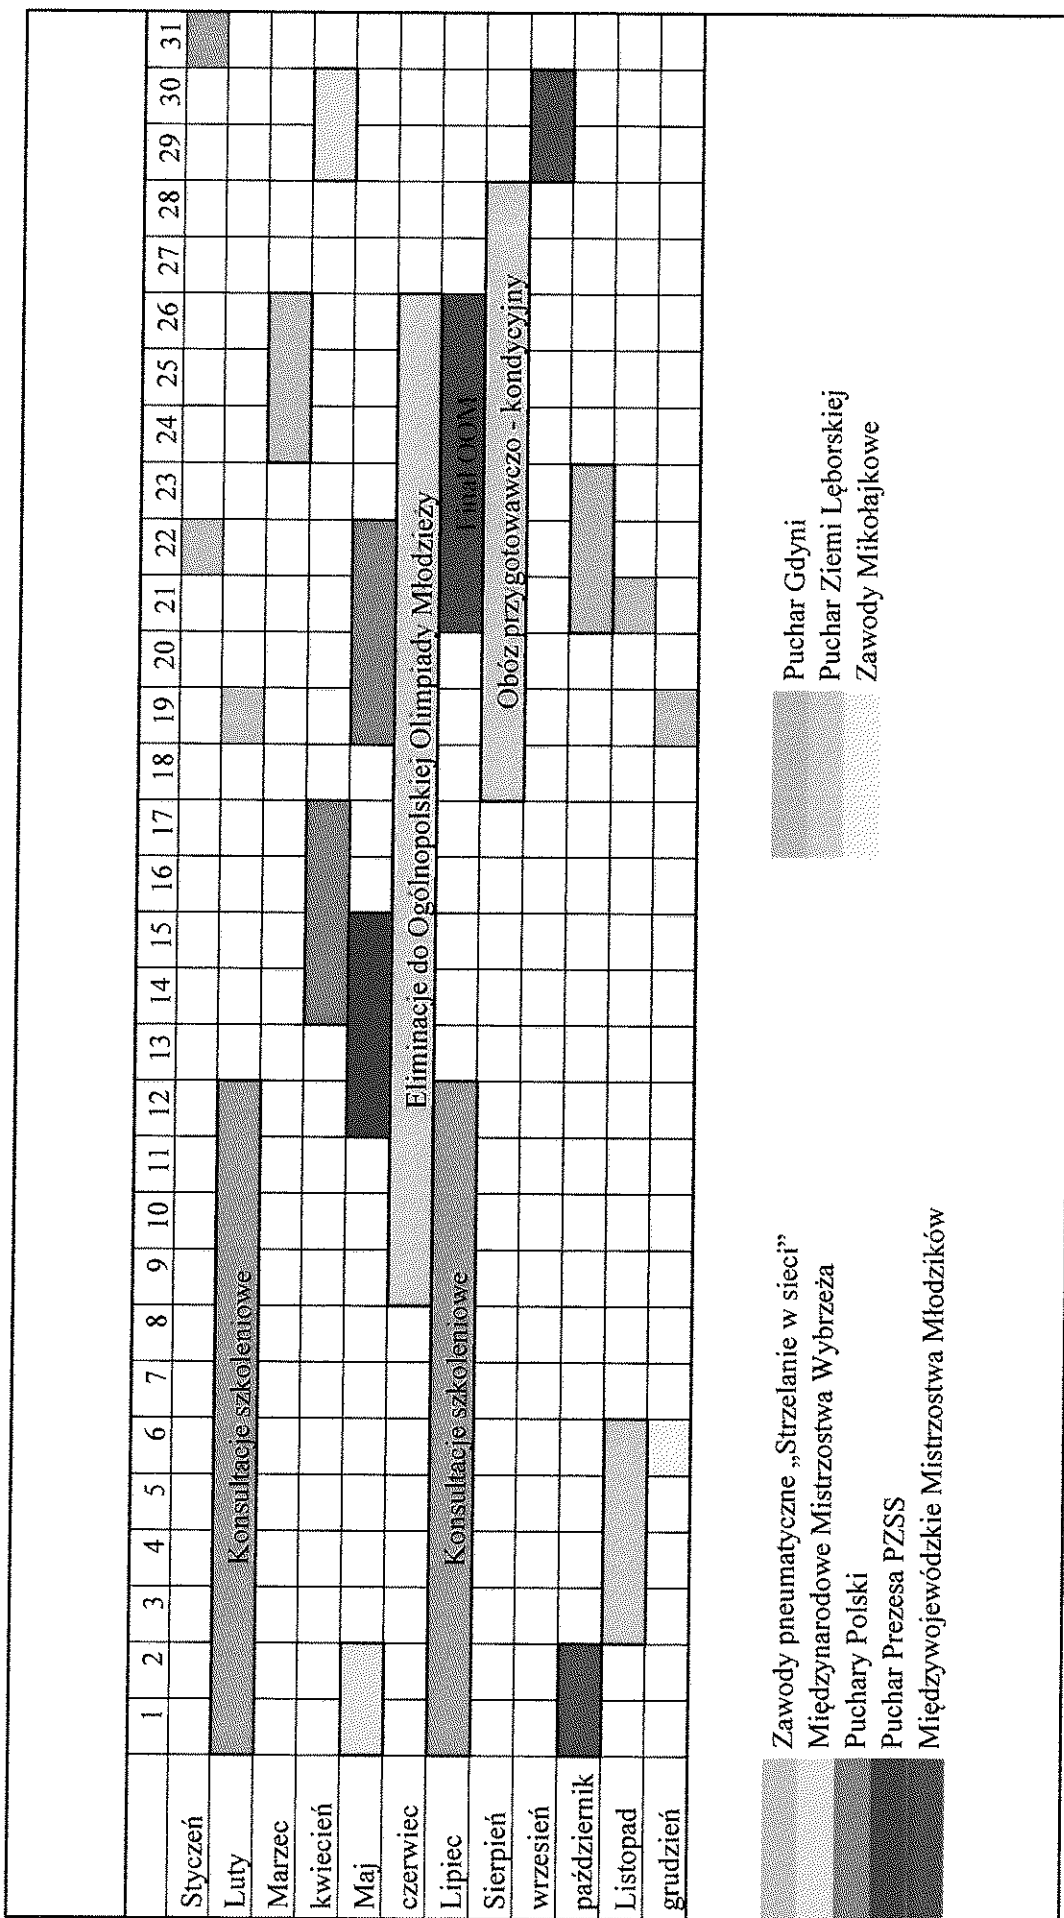 1 2 3 4 5 6 7 8 9 10 11 12 13 14 15 16 17 18 19 20 21 22 23 24 25 26 27 28 29 30 31
Styczeń
Luty Konsultacje szkoleniowe
Marzec
kwiecień
Maj
czerwiec Eliminacje do Ogólnopolskiej Olimpiady Młodzieży
Lipiec Konsultacje szkoleniowe Finał OOM
Sierpień Obóz przygotowawczo - kondycyjny
wrzesień
październik
Listopad
grudzień
Zawody pneumatyczne „Strzelanie w sieci”
Międzynarodowe Mistrzostwa Wybrzeża
Puchary Polski
Puchar Prezesa PZSS
Międzywojewódzkie Mistrzostwa Młodzików
Puchar Gdyni
Puchar Ziemi Lęborskiej
Zawody Mikołajkowe